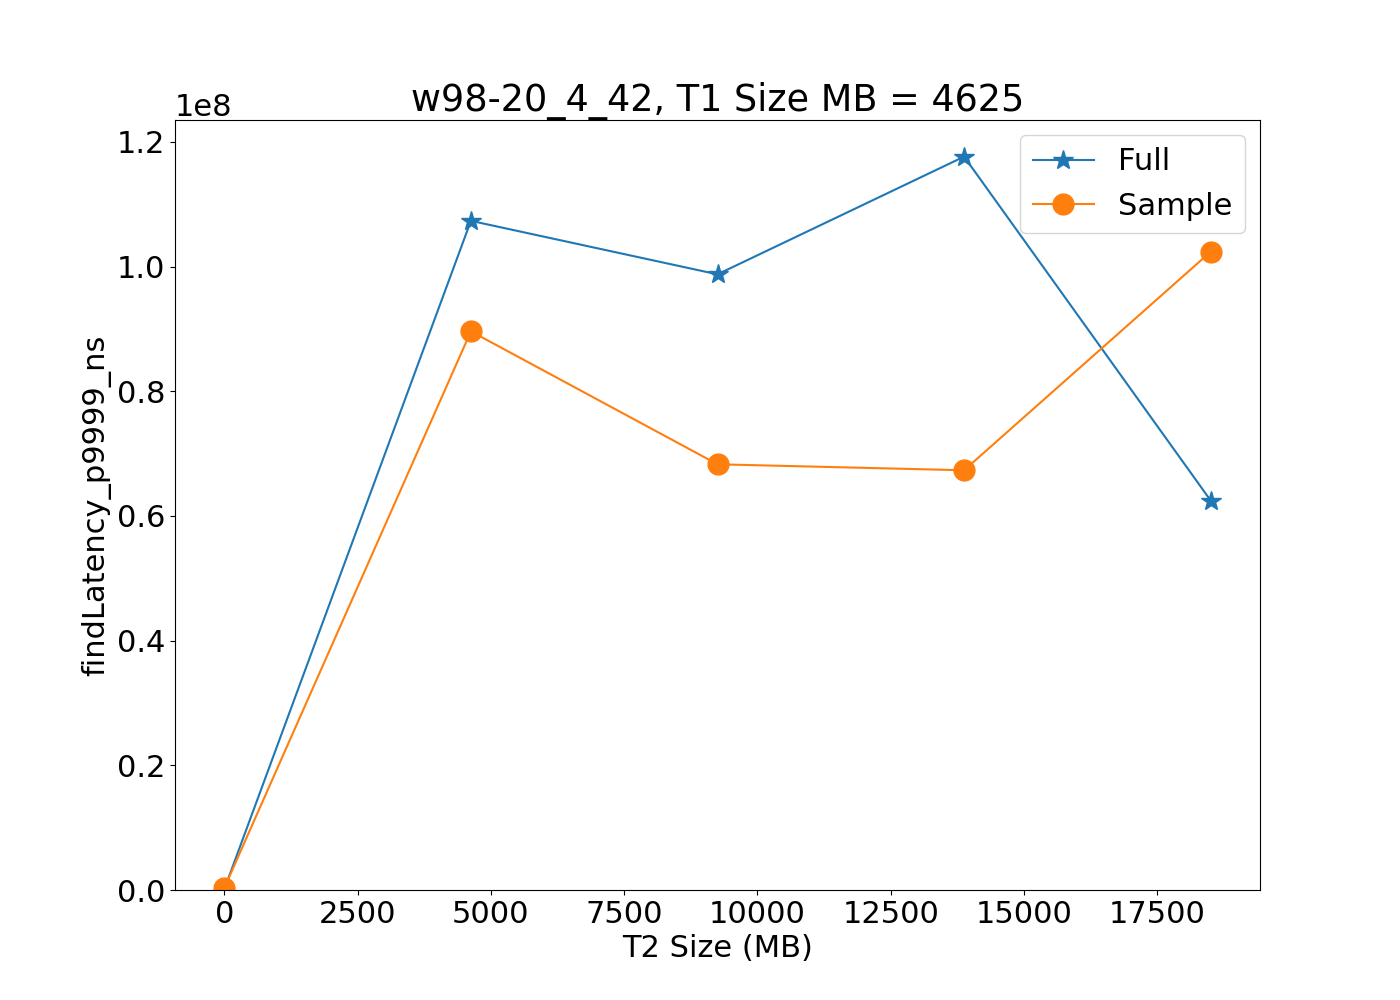 w98-20_4_42, T1 Size MB = 4625
1e8
1.2
1.0
0.8
0.6
0.4
0.2
0.0
findLatency_p9999_ns
Full
Sample
0 2500 5000 7500 10000 12500 15000 17500
T2 Size (MB)